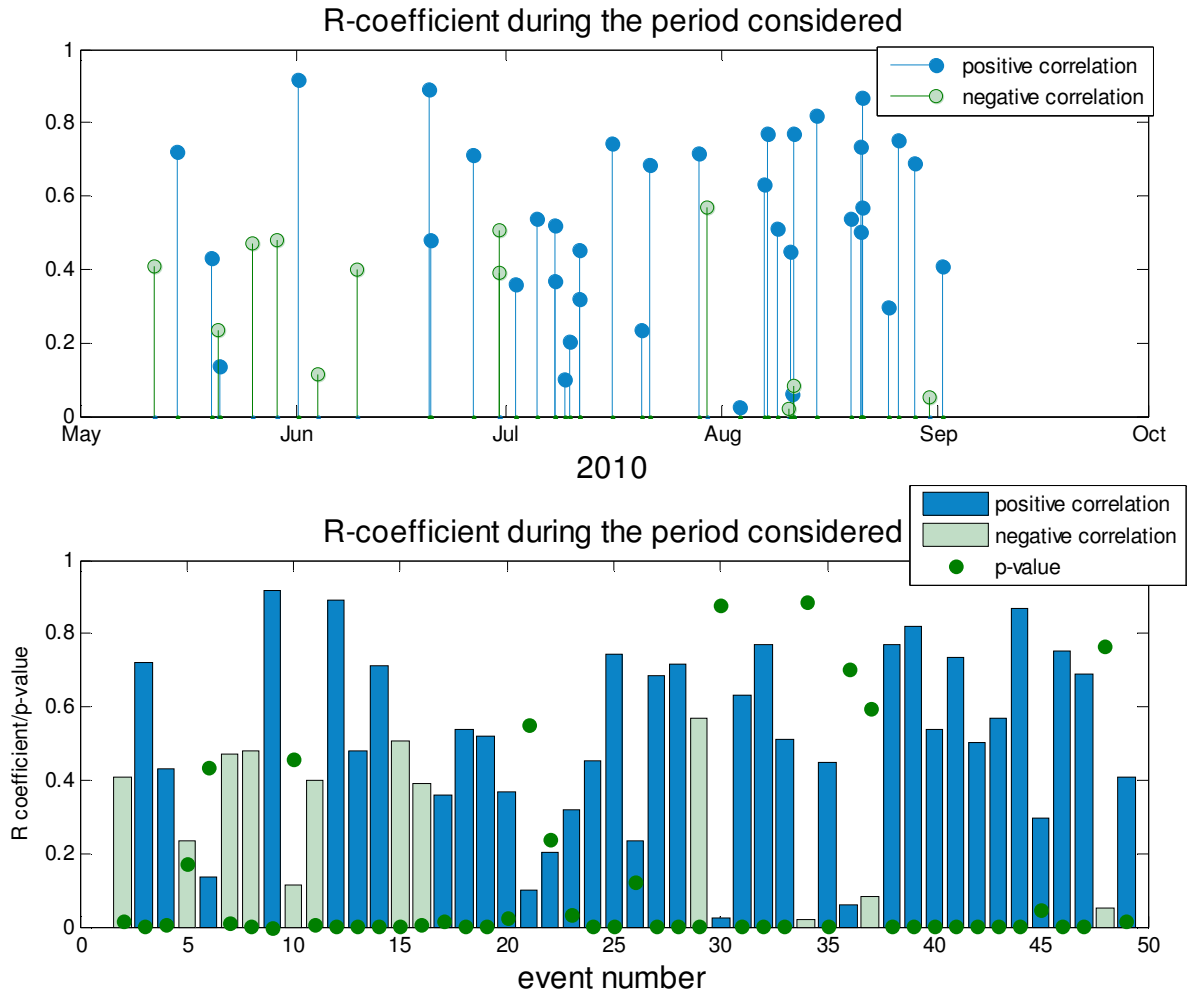 R-coefficient during the period considered
positive correlation
negative correlation
1
0.8
0.6
0.4
0.2
0
May
Jun
Jul
Aug
Sep
Oct
2010
R-coefficient during the period considered
positive correlation
negative correlation
p-value
R coefficient/p-value
1
0.8
0.6
0.4
0.2
0
0
5
10
15
20
25
30
35
40
45
50
event number